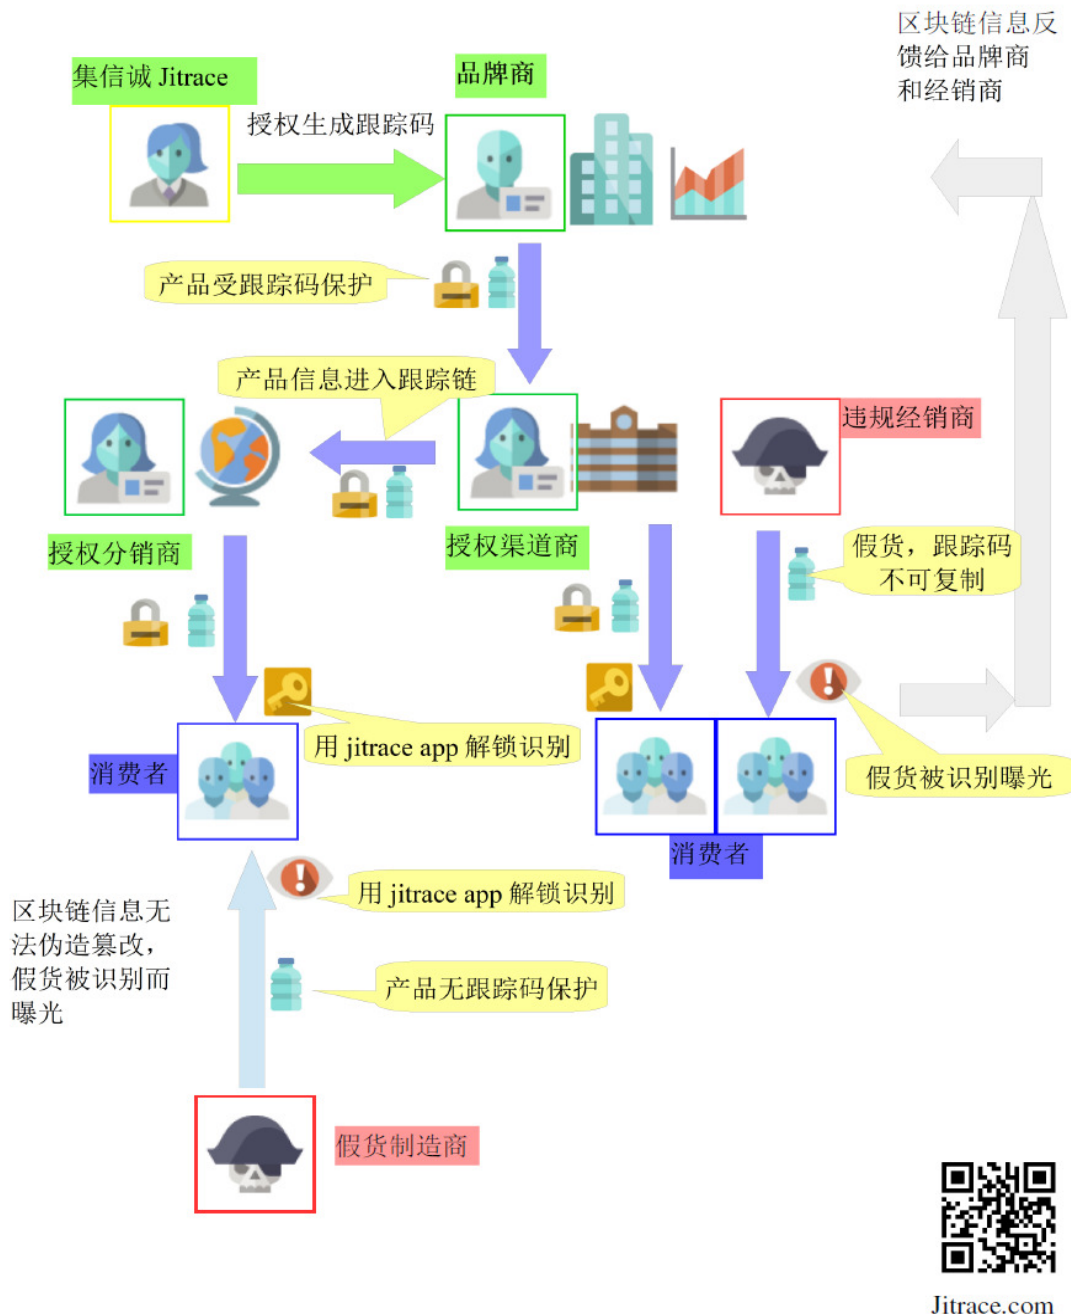 区块链信息反
馈给品牌商
和经销商
集信诚 Jitrace
品牌商
授权生成跟踪码
产品受跟踪码保护
产品信息进入跟踪链
违规经销商
授权分销商
授权渠道商
假货，跟踪码
不可复制
用 jitrace app 解锁识别
消费者
假货被识别曝光
消费者
用 jitrace app 解锁识别
区块链信息无
法伪造篡改，
假货被识别而
曝光
产品无跟踪码保护
假货制造商
Jitrace.com